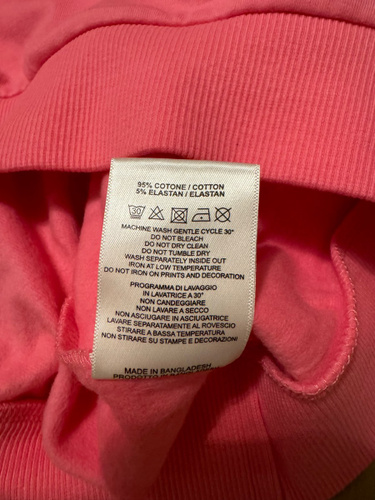 95% COTONE / COTTON
5% ELASTAN / ELASTAN
30
MACHINE WASH GENTLE CYCLE 30°
DO NOT BLEACH
DO NOT DRY CLEAN
DO NOT TUMBLE DRY
WASH SEPARATELY INSIDE OUT
IRON AT LOW TEMPERATURE
DO NOT IRON ON PRINTS AND DECORATION
PROGRAMMA DI LAVAGGIO
IN LAVATRICE A 30°
NON CANDEGGIARE
NON LAVARE A SECCO
NON ASCIUGARE IN ASCIUGATRICE
LAVARE SEPARATAMENTE AL ROVESCIO
STIRARE A BASSA TEMPERATURA
NON STIRARE SU STAMPE E DECORAZIONI
MADE IN BANGLADESH
PRODOTTO